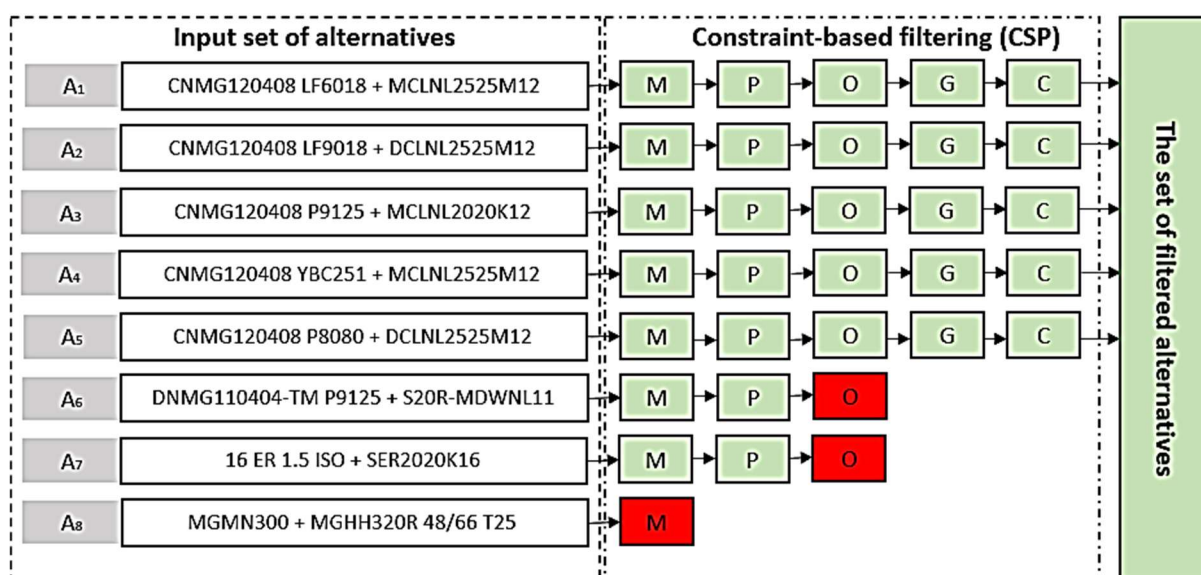 Input set of alternatives
Constraint-based filtering (CSP)
A1 CNMG120408 LF6018 + MCLNL2525M12 M P O G C
A2 CNMG120408 LF9018 + DCLNL2525M12 M P O G C
A3 CNMG120408 P9125 + MCLNL2020K12 M P O G C
A4 CNMG120408 YBC251 + MCLNL2525M12 M P O G C
A5 CNMG120408 P8080 + DCLNL2525M12 M P O G C
A6 DNMG110404-TM P9125 + S20R-MDWNL11 M P O
A7 16 ER 1.5 ISO + SER2020K16 M P O
A8 MGMN300 + MGHH320R 48/66 T25 M
The set of filtered alternatives